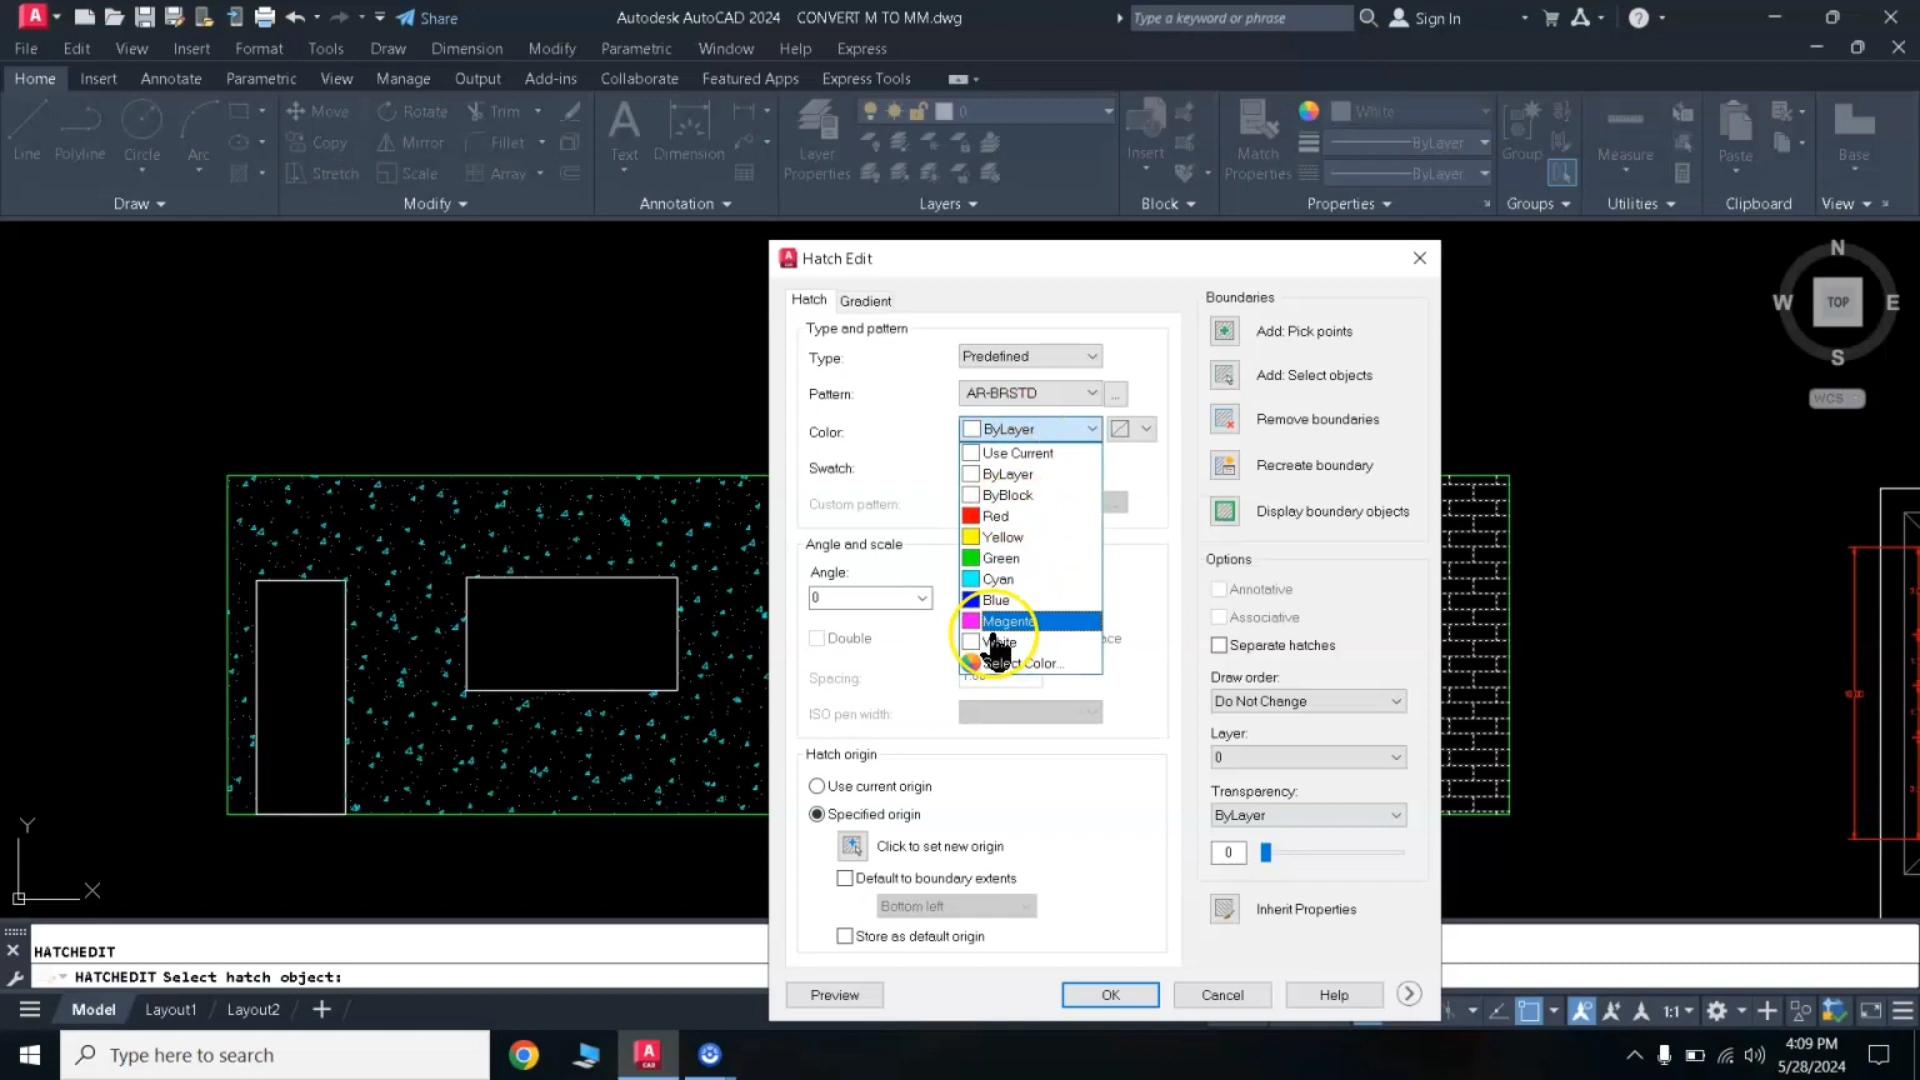 Share
Autodesk AutoCAD 2024 CONVERT M TO MM.dwg
Type a keyword or phrase
Sign In
File Edit View Insert Format Tools Draw Dimension Modify Parametric Window Help Express
Home Insert Annotate Parametric View Manage Output Add-ins Collaborate Featured Apps Express Tools
Line Polyline Circle Arc
Move Rotate Trim
Copy Mirror Fillet
Stretch Scale Array
Text Dimension
Layer Properties
0
Insert
Match Properties
White
ByLayer
ByLayer
Group
Measure
Paste
Base
Draw Modify Annotation Layers Block Properties Groups Utilities Clipboard View
N
W TOP E
S
WCS
Hatch Edit
Hatch Gradient
Type and pattern
Type: Predefined
Pattern: AR-BRSTD ...
Color: ByLayer
Use Current
ByLayer
ByBlock
Red
Yellow
Green
Cyan
Blue
Magenta
White
Select Color...
Swatch:
Custom pattern:
Angle and scale
Angle:
0
Double
Spacing:
ISO pen width:
Hatch origin
Use current origin
Specified origin
Click to set new origin
Default to boundary extents
Bottom left
Store as default origin
Boundaries
Add: Pick points
Add: Select objects
Remove boundaries
Recreate boundary
Display boundary objects
Options
Annotative
Associative
Separate hatches
Draw order:
Do Not Change
Layer:
0
Transparency:
ByLayer
0
Inherit Properties
Preview OK Cancel Help
Y
X
HATCHEDIT
HATCHEDIT Select hatch object:
Model Layout1 Layout2
1:1
Type here to search
4:09 PM
5/28/2024